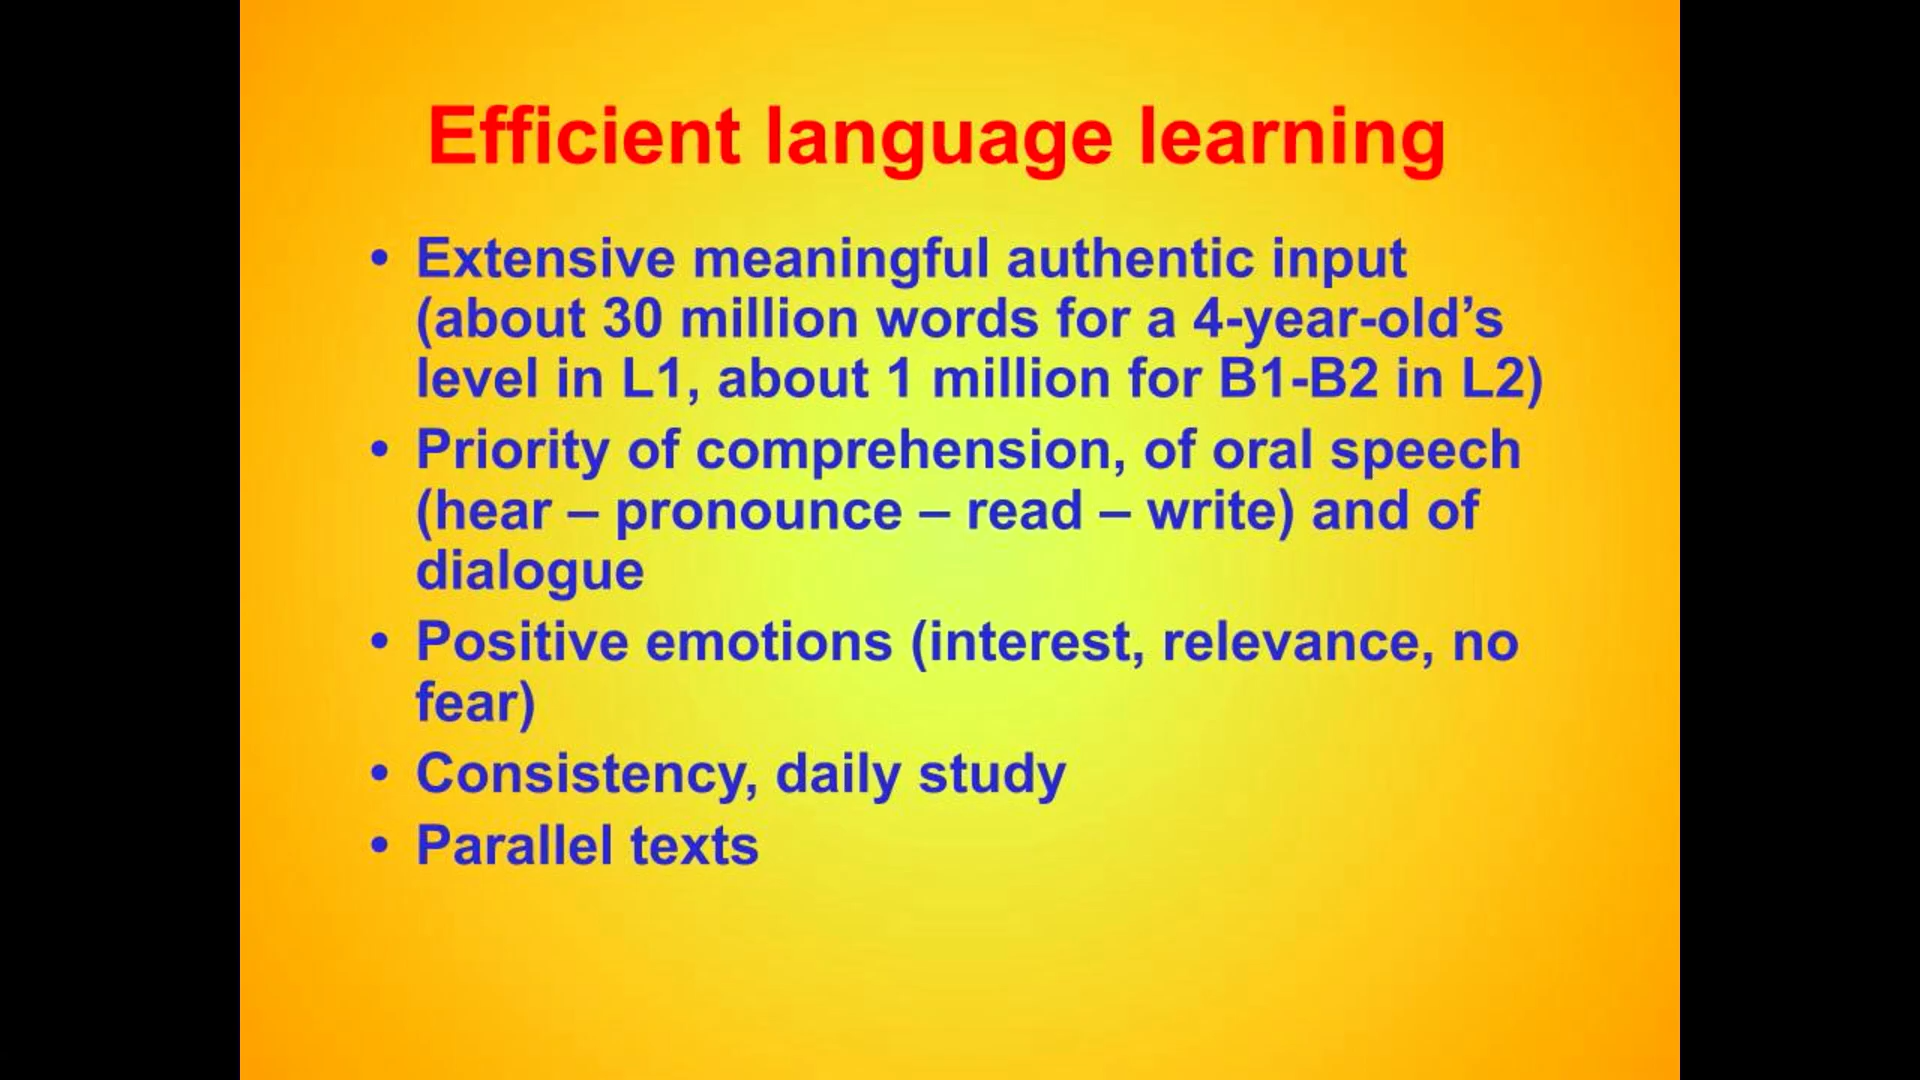 Efficient language learning
• Extensive meaningful authentic input
(about 30 million words for a 4-year-old’s
level in L1, about 1 million for B1-B2 in L2)
• Priority of comprehension, of oral speech
(hear – pronounce – read – write) and of
dialogue
• Positive emotions (interest, relevance, no
fear)
• Consistency, daily study
• Parallel texts